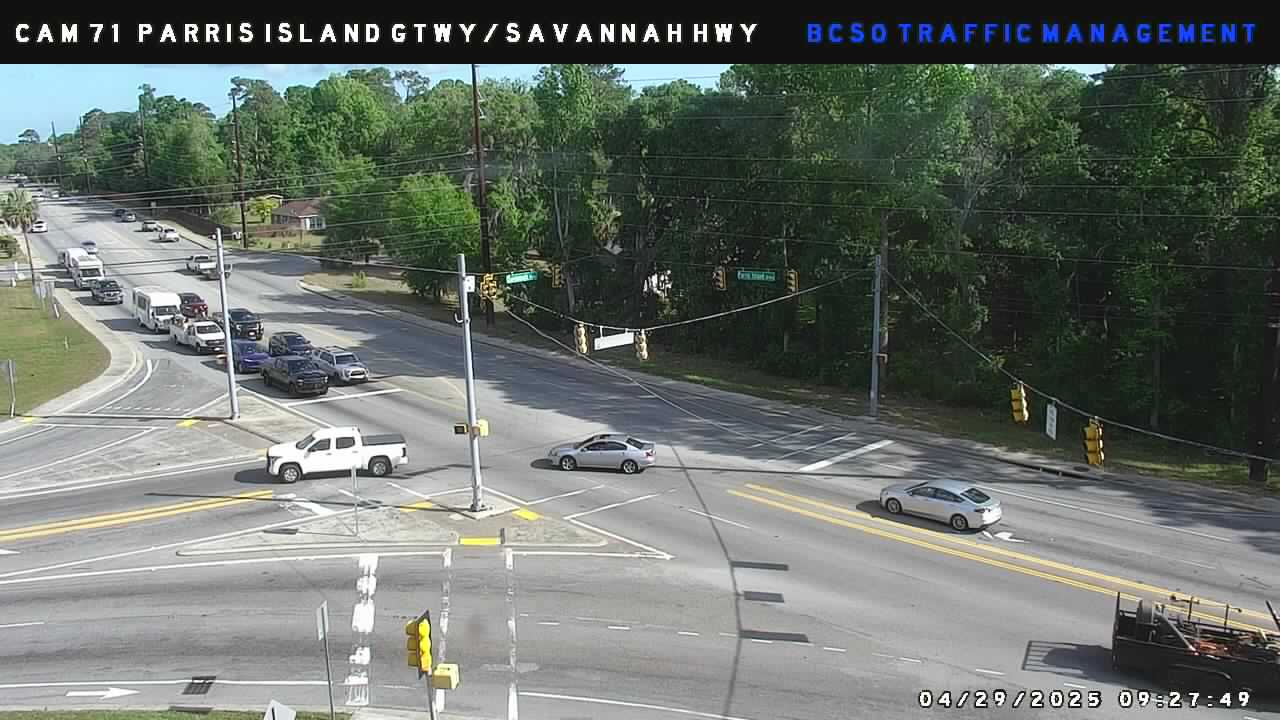 CAM 71 PARRIS ISLAND GTWY/SAVANNAH HWY BCSO TRAFFIC MANAGEMENT
04/29/2025 09:27:49